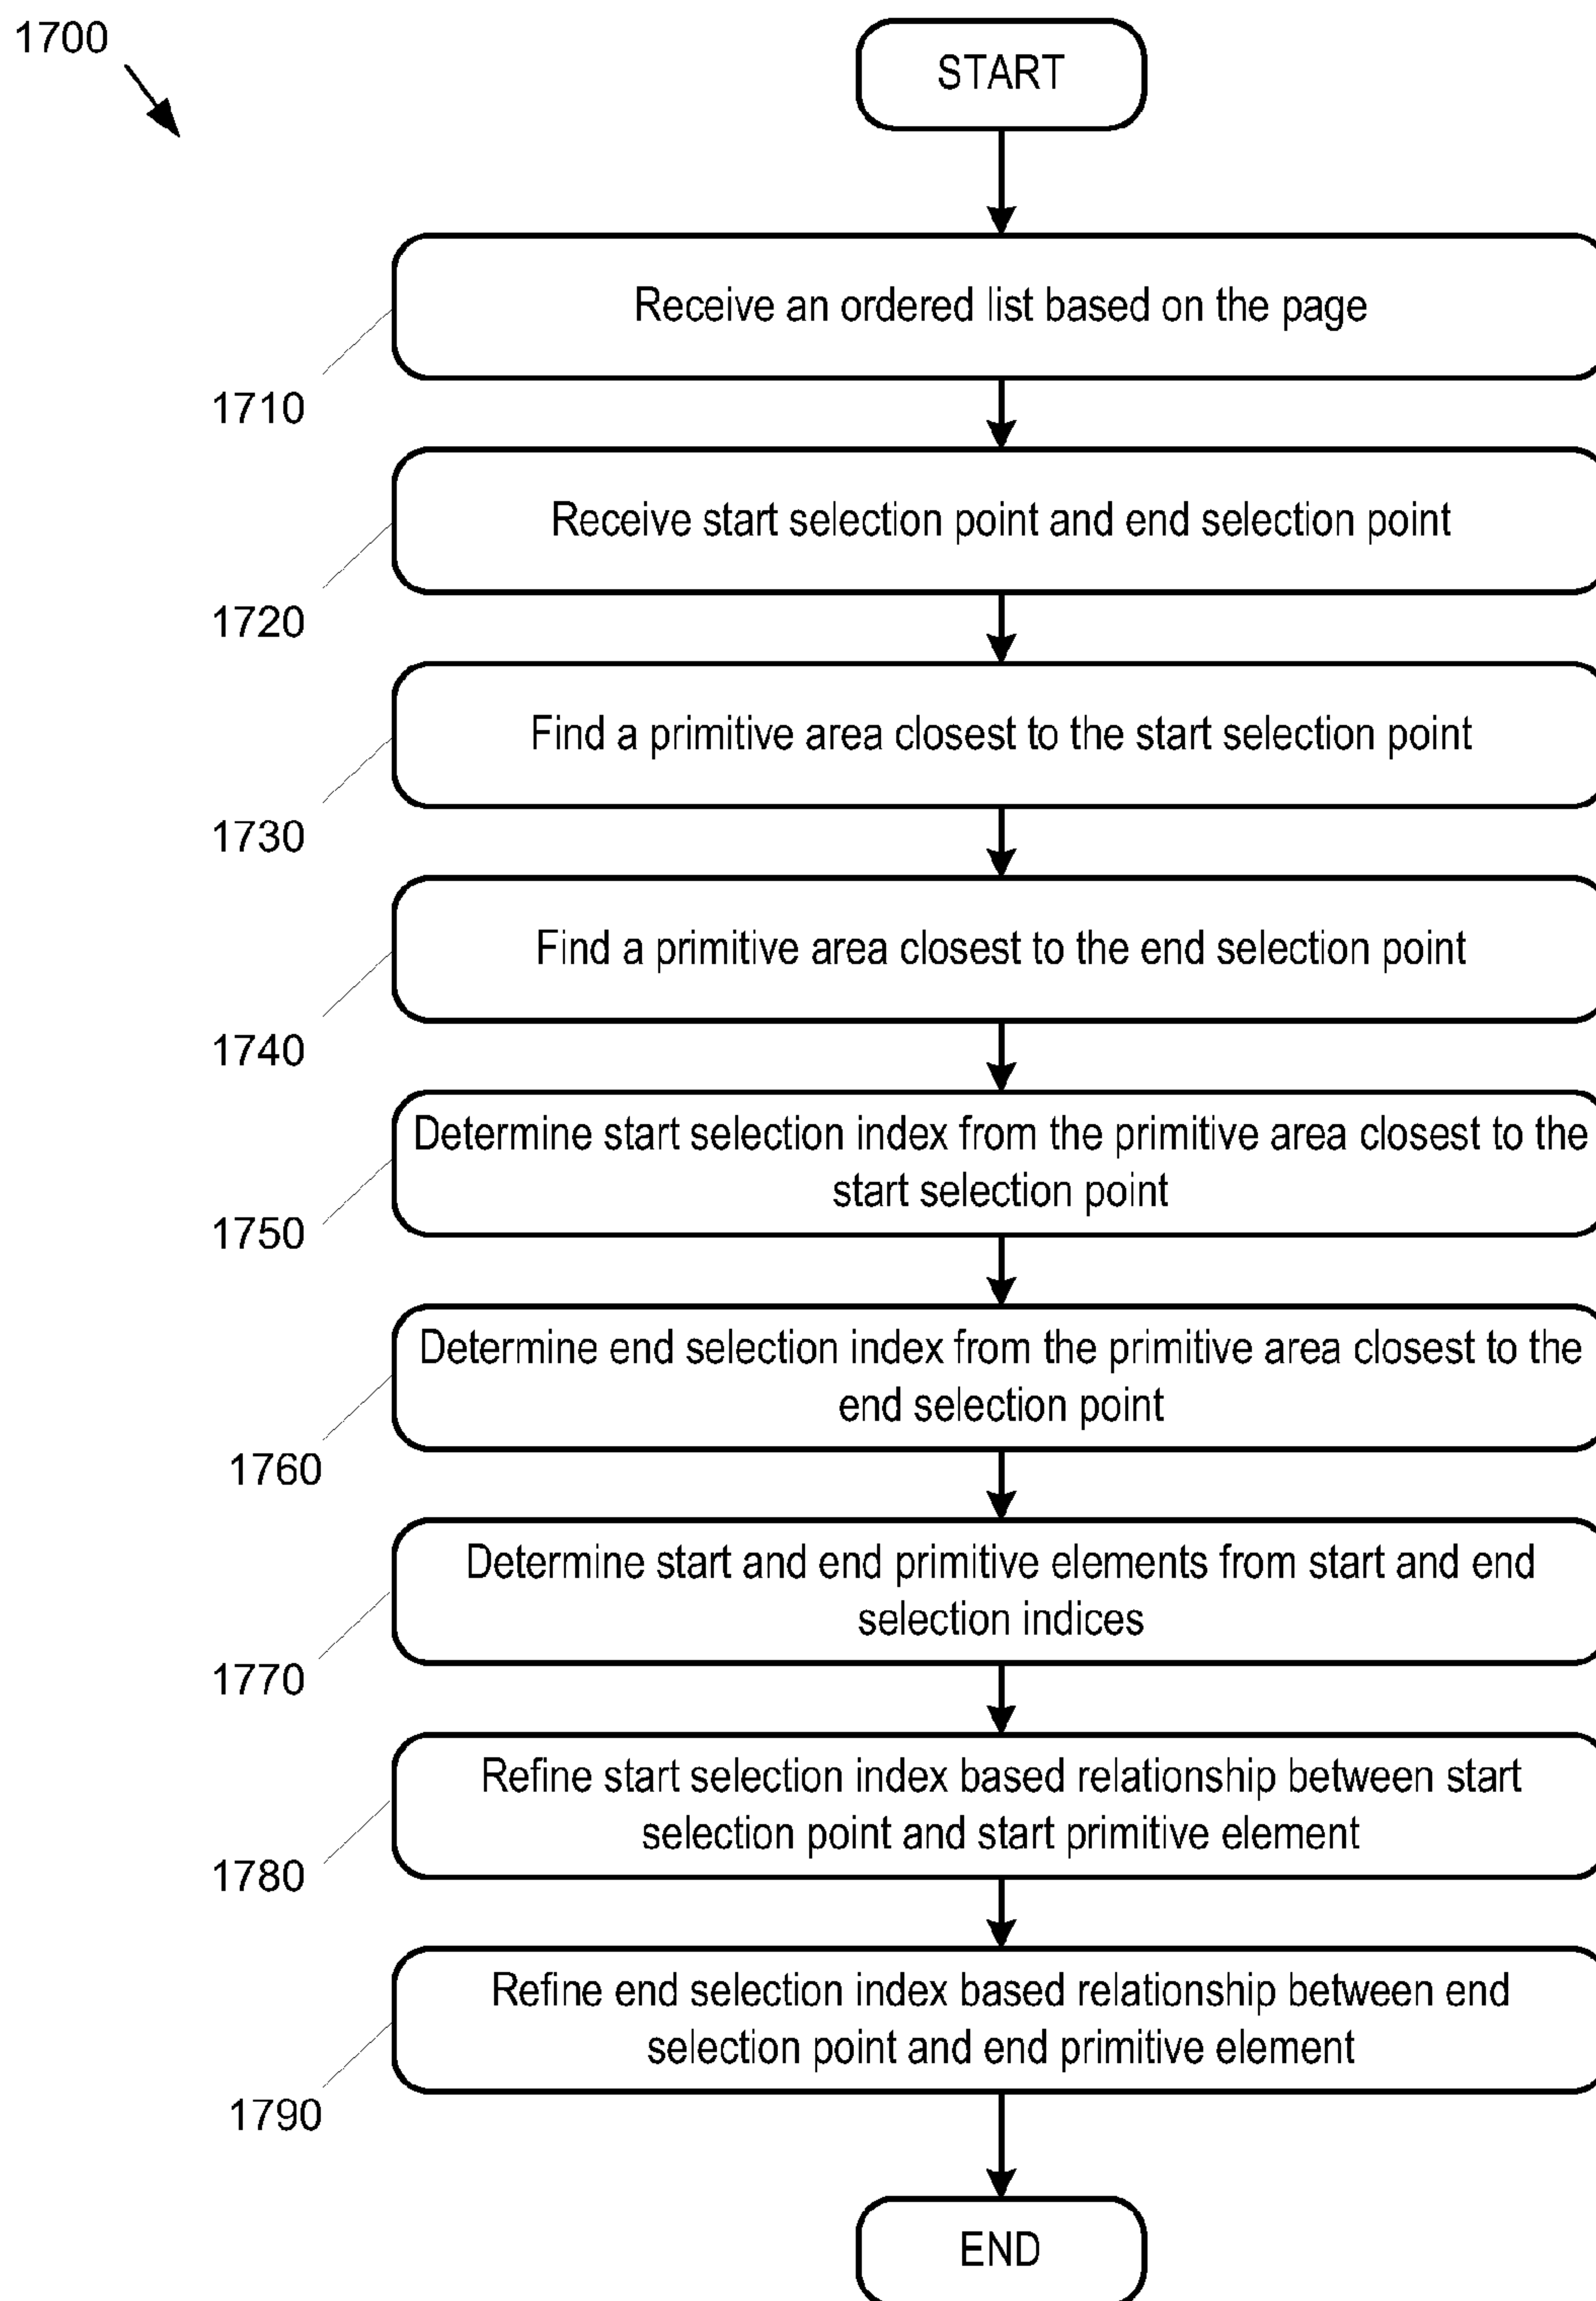 1700
START
Receive an ordered list based on the page
1710
Receive start selection point and end selection point
1720
Find a primitive area closest to the start selection point
1730
Find a primitive area closest to the end selection point
1740
Determine start selection index from the primitive area closest to the
start selection point
1750
Determine end selection index from the primitive area closest to the
end selection point
1760
Determine start and end primitive elements from start and end
selection indices
1770
Refine start selection index based relationship between start
selection point and start primitive element
1780
Refine end selection index based relationship between end
selection point and end primitive element
1790
END